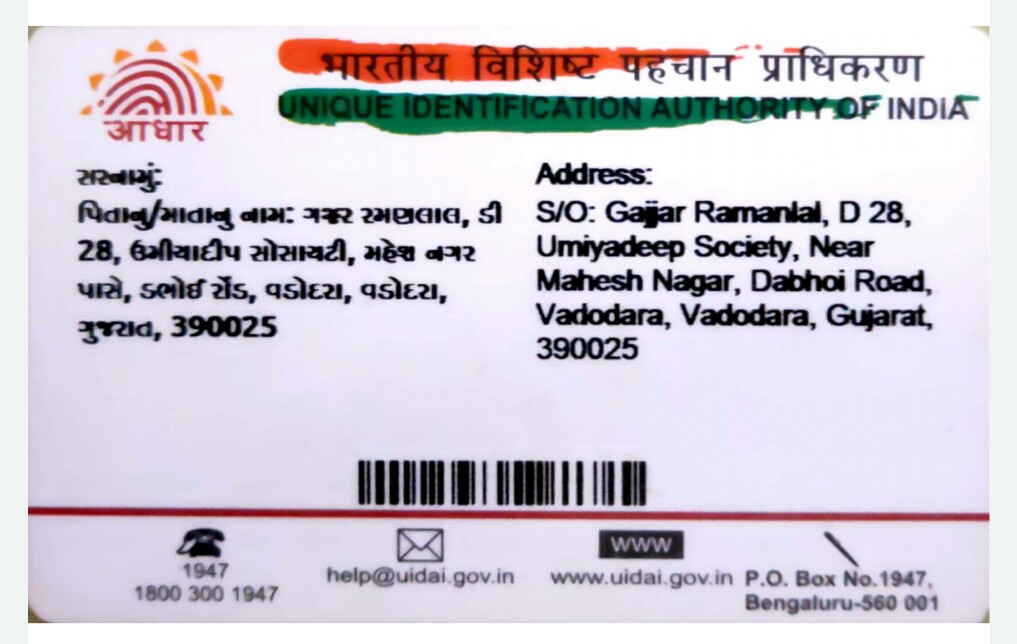 आधार
भारतीय विशिष्ट पहचान प्राधिकरण
UNIQUE IDENTIFICATION AUTHORITY OF INDIA
સરનામું:
પિતાનુ/માતાનુ નામ: ગજ્જર રમણલાલ, ડી
28, ઉમીયાદીપ સોસાયટી, મહેશ નગર
પાસે, ડભોઈ રોડ, વડોદરા, વડોદરા,
ગુજરાત, 390025
Address:
S/O: Gajjar Ramanlal, D 28,
Umiyadeep Society, Near
Mahesh Nagar, Dabhoi Road,
Vadodara, Vadodara, Gujarat,
390025
1947
1800 300 1947
help@uidai.gov.in
WWW
www.uidai.gov.in
P.O. Box No.1947,
Bengaluru-560 001